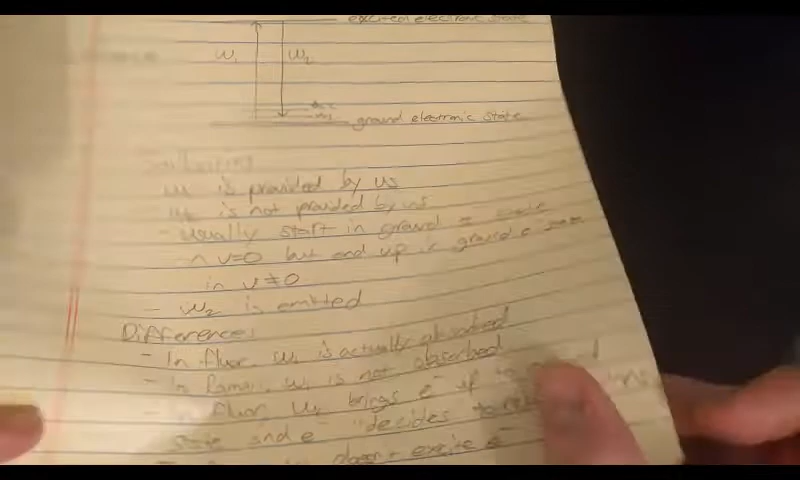 excited electronic state
ω₁ ω₂
ground electronic state
Similarities
ω₁ is provided by us
ω₂ is not provided by us
- usually start in ground e⁻ state
in v=0 but end up in ground e⁻ state
in v≠0
- ω₂ is emitted
Differences
- In fluor. ω₁ is actually absorbed
- In Raman, ω₁ is not absorbed
- In fluor, ω₁ brings e⁻ up to
state and e⁻ "decides to
doesn't excite e⁻